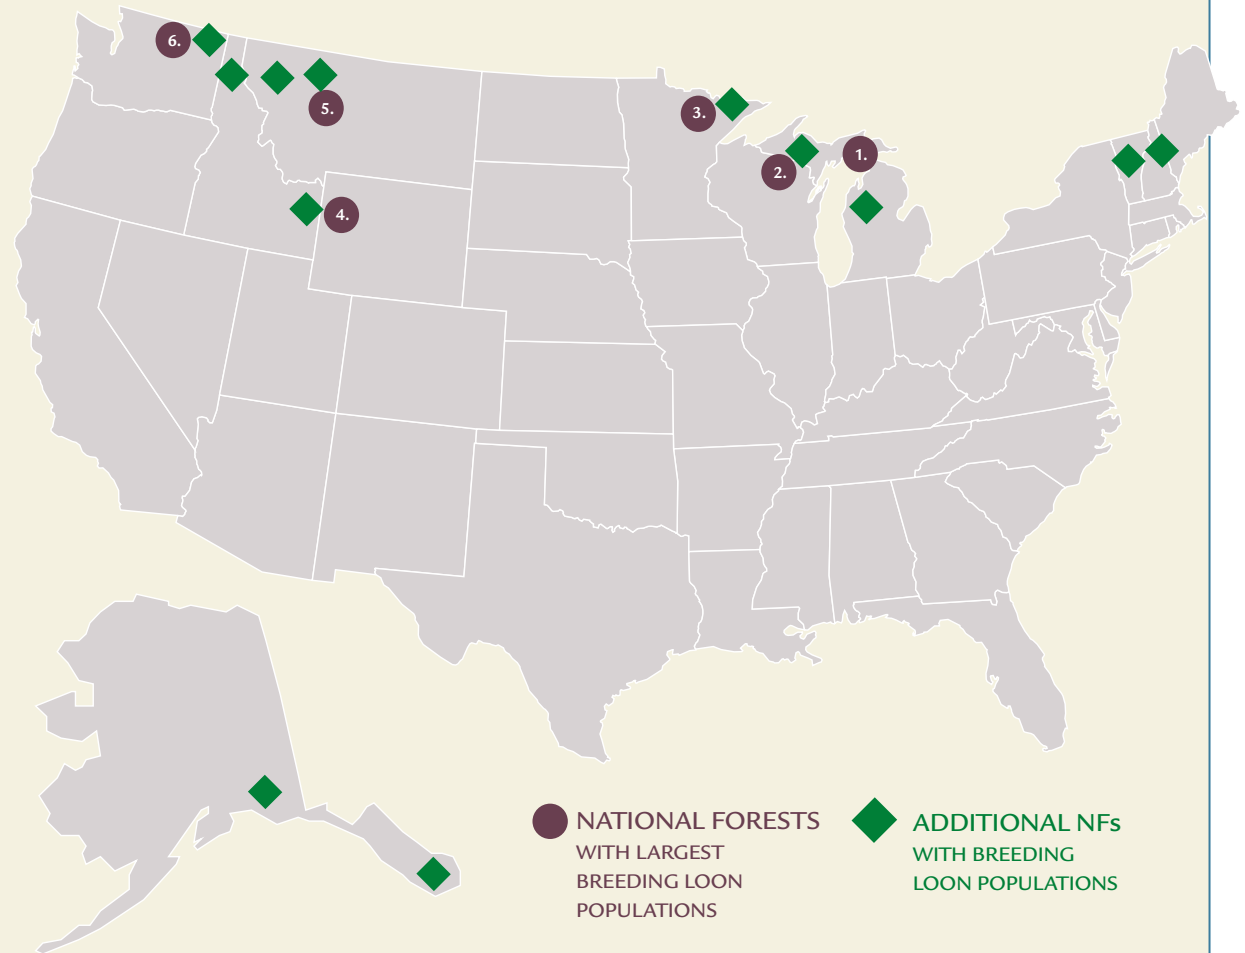 6.
5.
3.
1.
2.
4.
NATIONAL FORESTS
WITH LARGEST
BREEDING LOON
POPULATIONS
ADDITIONAL NFs
WITH BREEDING
LOON POPULATIONS